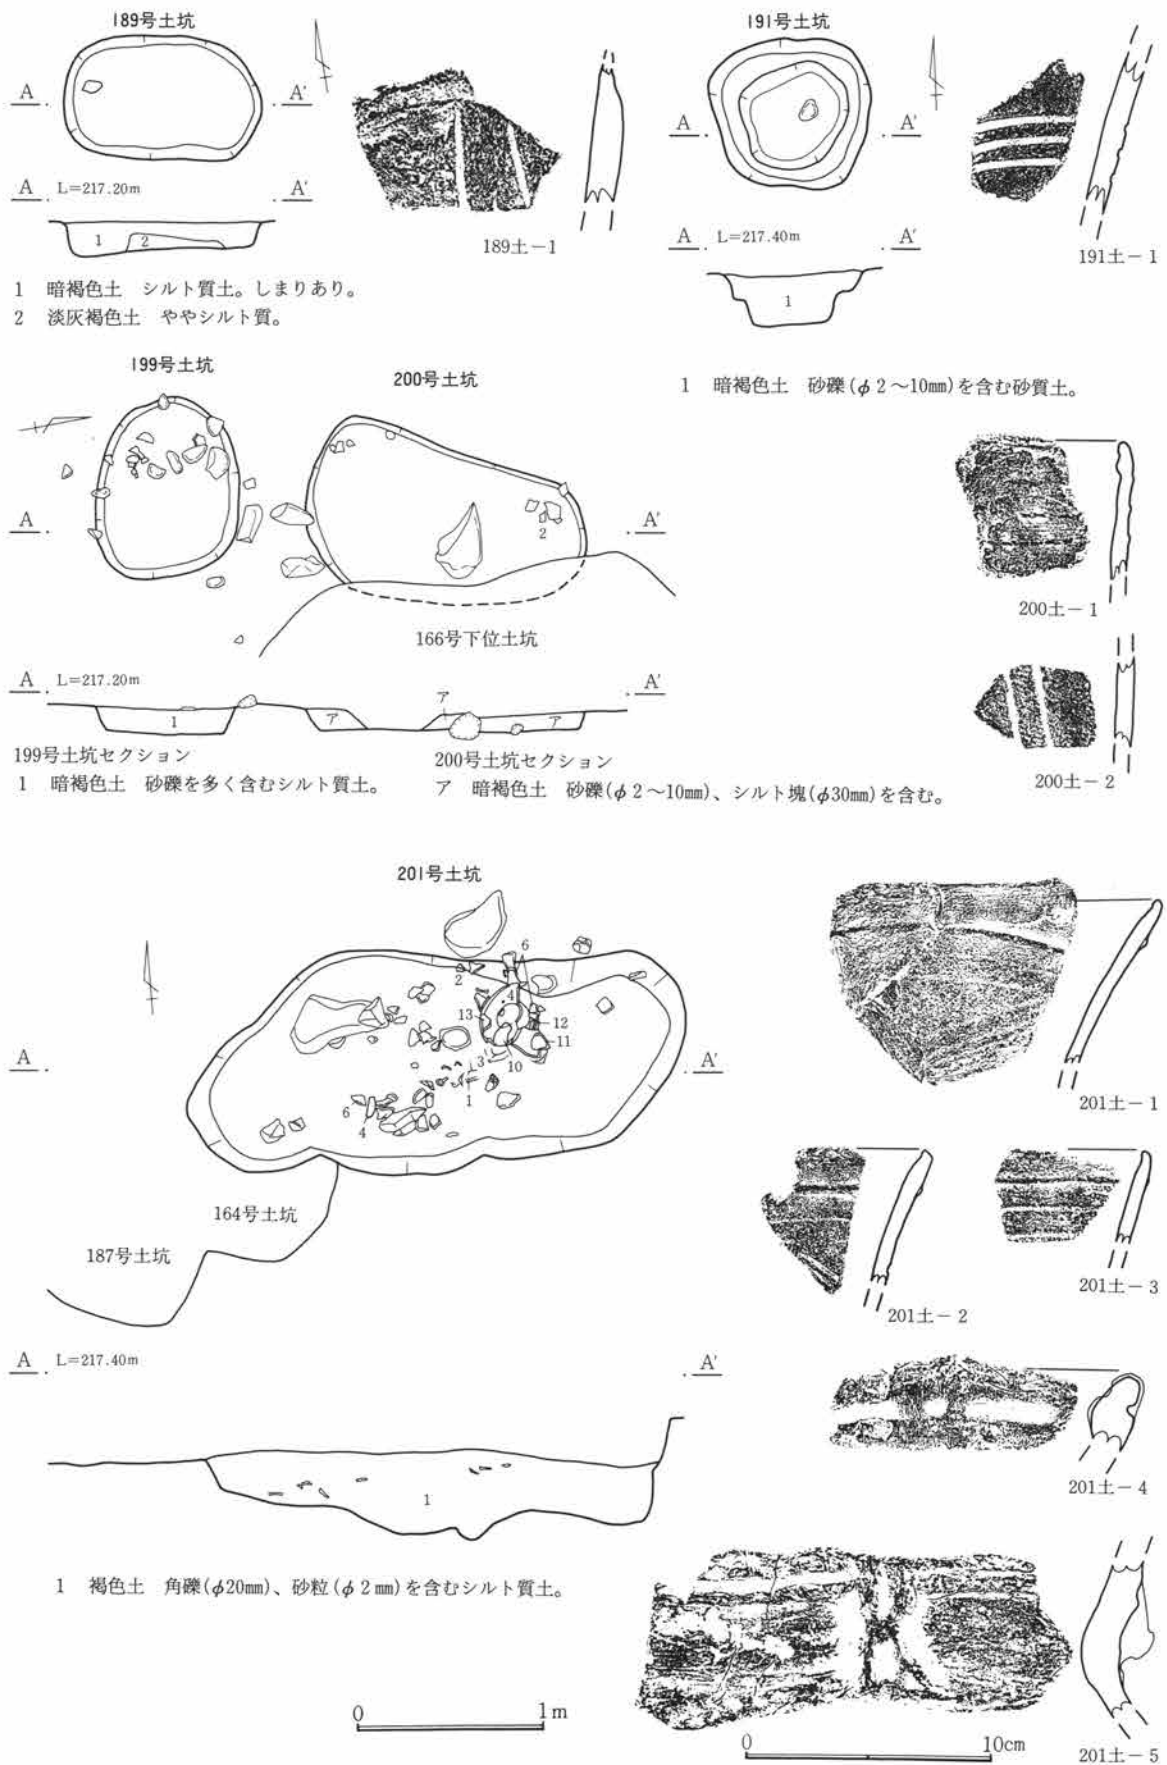 189号土坑
A
A'
A L=217.20m A'
1
2
189土-1
1 暗褐色土 シルト質土。しまりあり。
2 淡灰褐色土 ややシルト質。
191号土坑
A
A'
A L=217.40m A'
1
191土-1
1 暗褐色土 砂礫(φ2~10㎜)を含む砂質土。
199号土坑
200号土坑
A
A'
2
166号下位土坑
A L=217.20m A'
1
ア
ア
ア
199号土坑セクション
1 暗褐色土 砂礫を多く含むシルト質土。
200号土坑セクション
ア 暗褐色土 砂礫(φ2~10㎜)、シルト塊(φ30㎜)を含む。
200土-1
200土-2
201号土坑
6
2
4
13
12
11
3
10
1
6
4
A
A'
164号土坑
187号土坑
A L=217.40m A'
1
1 褐色土 角礫(φ20㎜)、砂粒(φ2㎜)を含むシルト質土。
201土-1
201土-2
201土-3
201土-4
201土-5
0 1m
0 10cm